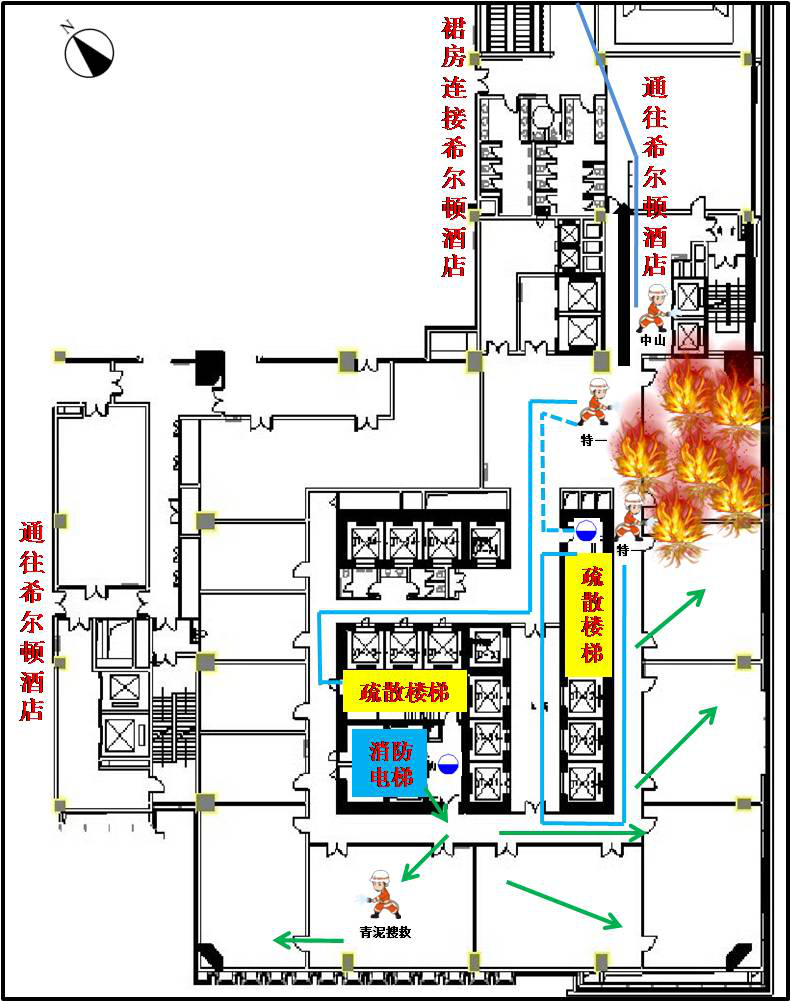 N
裙房连接希尔顿酒店
通往希尔顿酒店
中山
特一
特一
疏散楼梯
通往希尔顿酒店
疏散楼梯
消防
电梯
青泥搜救